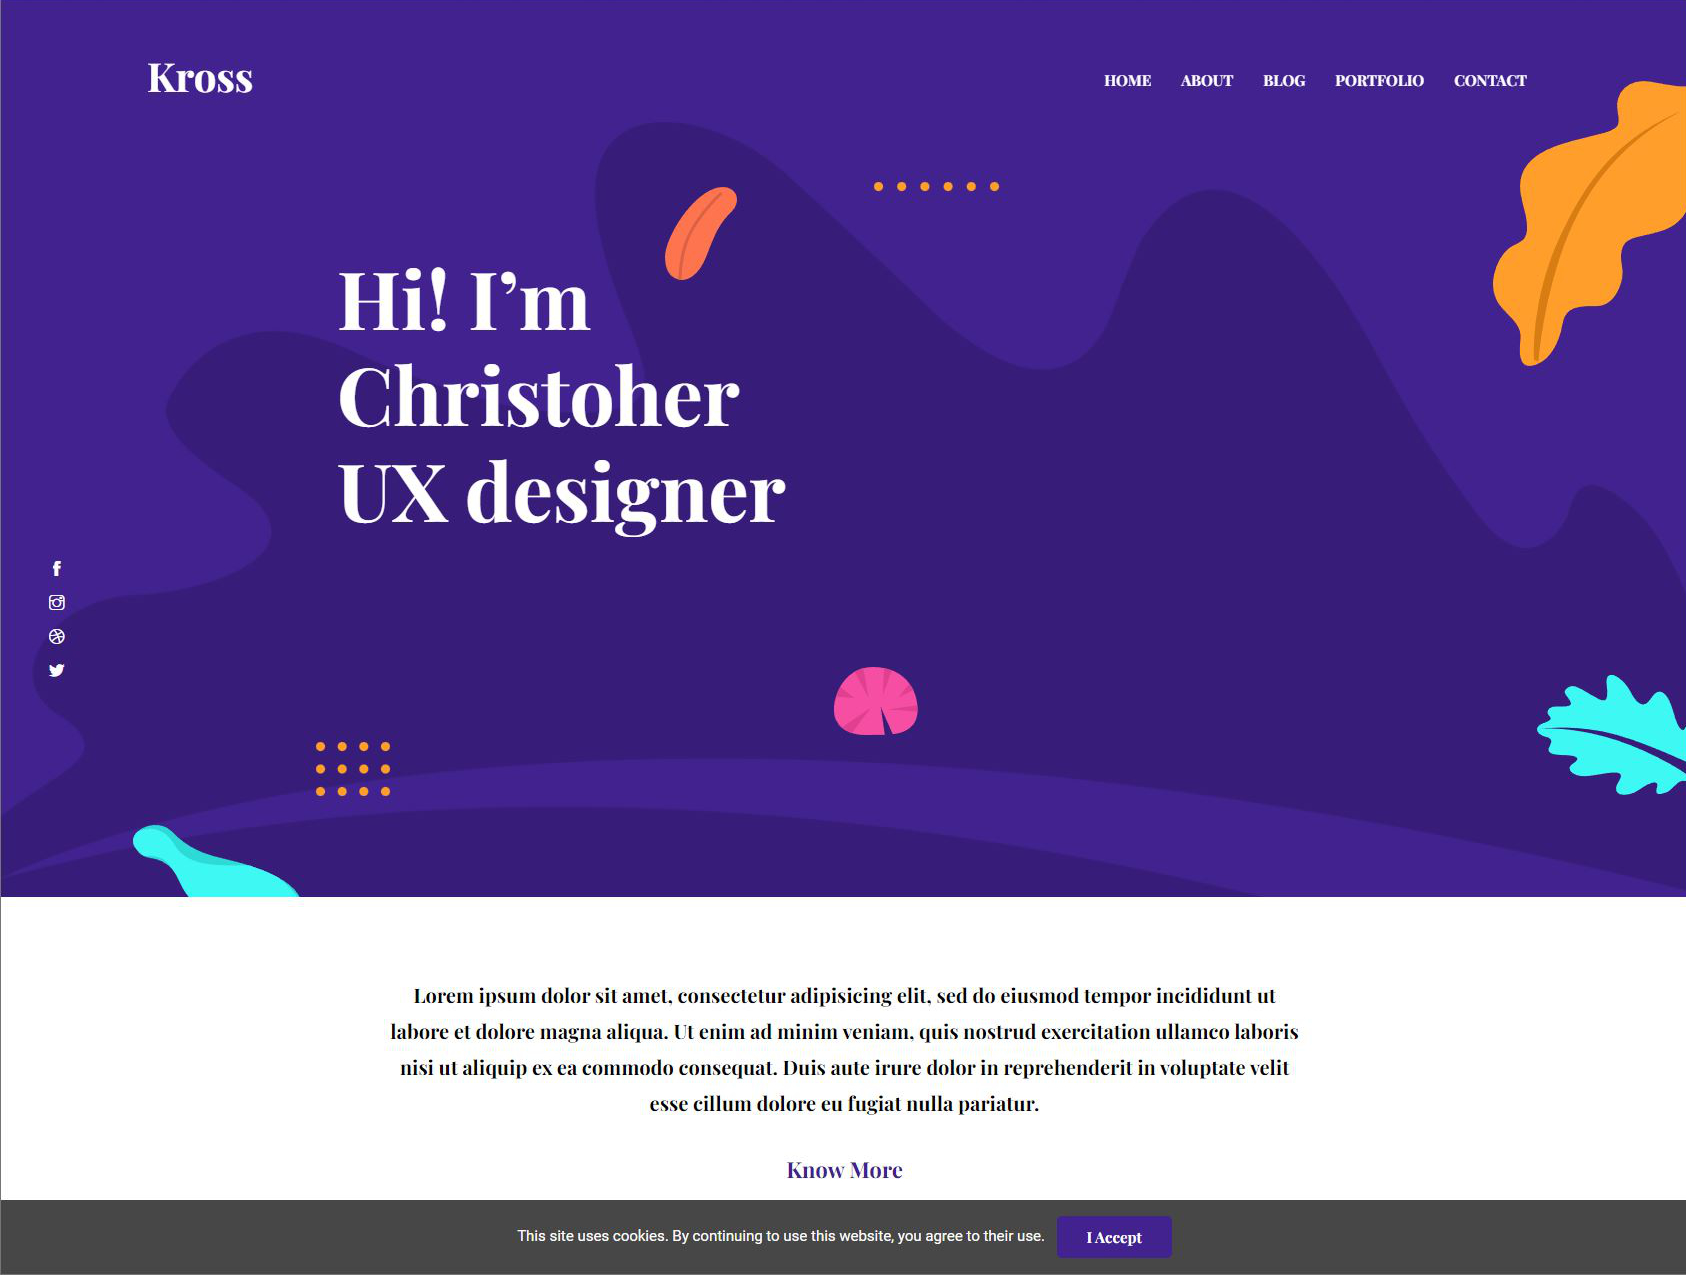 Kross
HOME ABOUT BLOG PORTFOLIO CONTACT
Hi! I’m
Christoher
UX designer
Lorem ipsum dolor sit amet, consectetur adipisicing elit, sed do eiusmod tempor incididunt ut
labore et dolore magna aliqua. Ut enim ad minim veniam, quis nostrud exercitation ullamco laboris
nisi ut aliquip ex ea commodo consequat. Duis aute irure dolor in reprehenderit in voluptate velit
esse cillum dolore eu fugiat nulla pariatur.
Know More
This site uses cookies. By continuing to use this website, you agree to their use.
I Accept